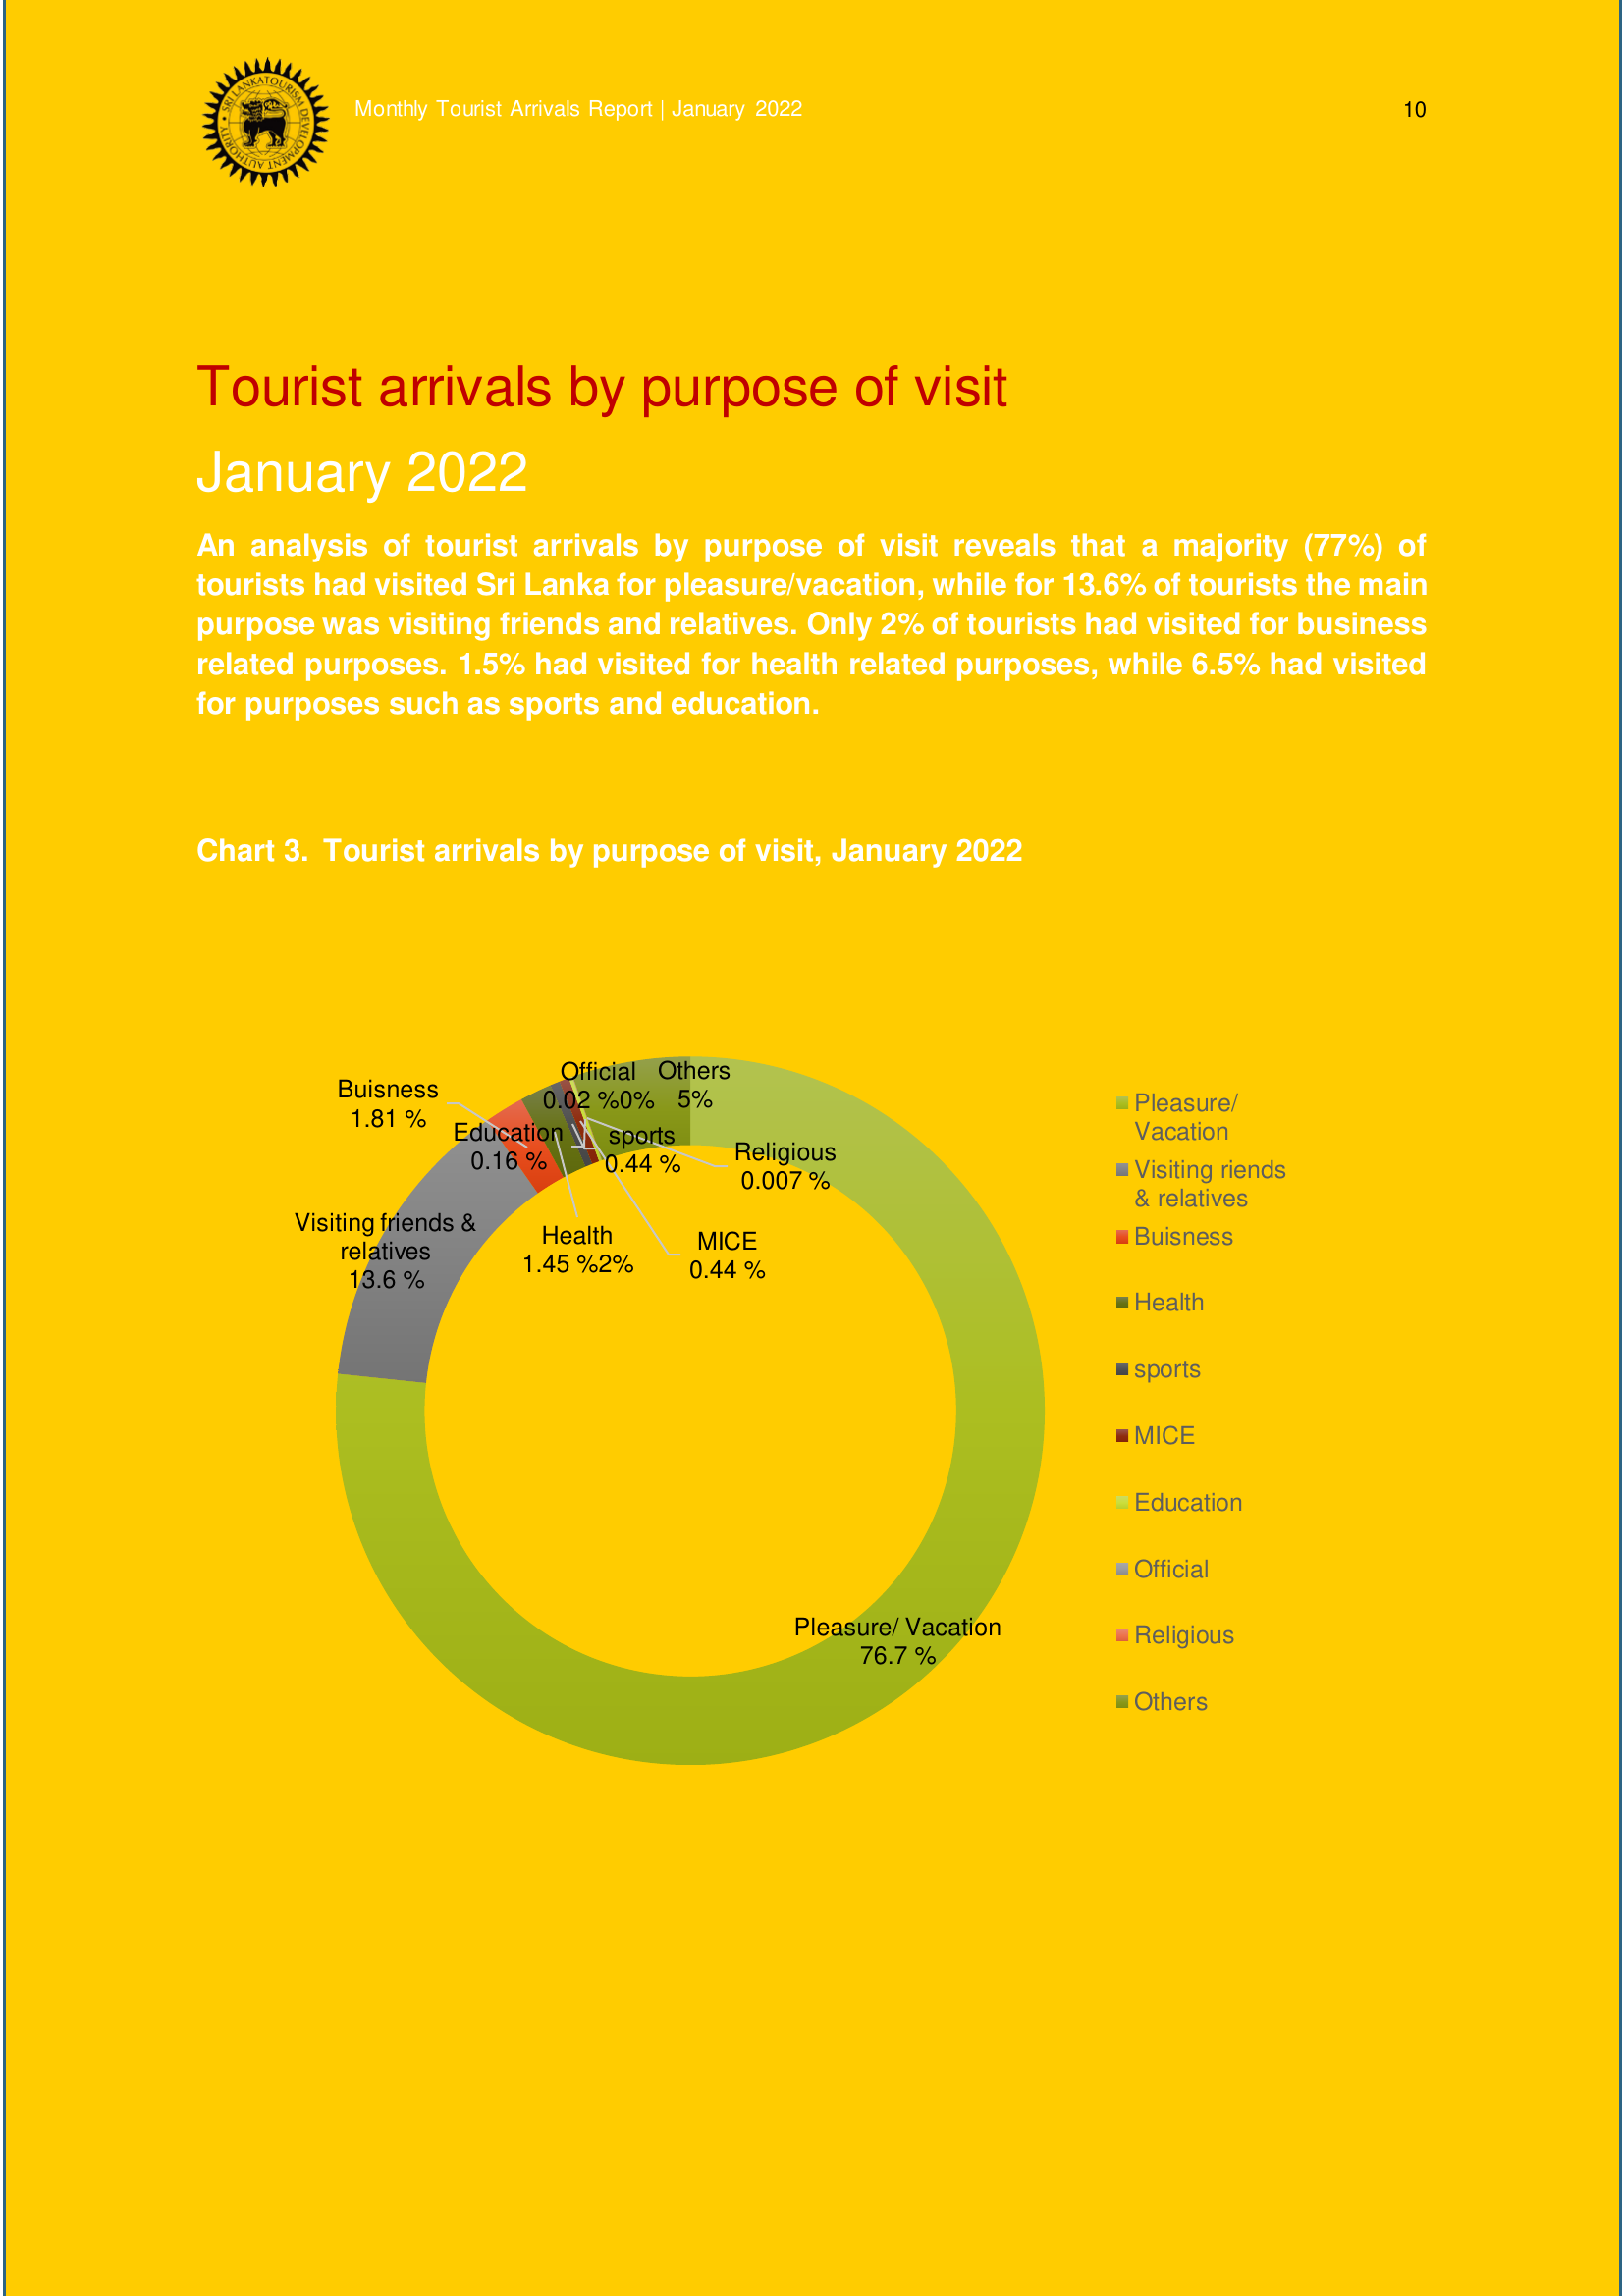 SRI LANKA TOURISM DEVELOPMENT AUTHORITY
Monthly Tourist Arrivals Report | January 2022
10
Tourist arrivals by purpose of visit
January 2022
An analysis of tourist arrivals by purpose of visit reveals that a majority (77%) of
tourists had visited Sri Lanka for pleasure/vacation, while for 13.6% of tourists the main
purpose was visiting friends and relatives. Only 2% of tourists had visited for business
related purposes. 1.5% had visited for health related purposes, while 6.5% had visited
for purposes such as sports and education.
Chart 3. Tourist arrivals by purpose of visit, January 2022
Official
0.02 %0%
Others
5%
Buisness
1.81 %
Education
0.16 %
sports
0.44 %
Religious
0.007 %
Visiting friends &
relatives
13.6 %
Health
1.45 %2%
MICE
0.44 %
Pleasure/ Vacation
76.7 %
Pleasure/
Vacation
Visiting riends
& relatives
Buisness
Health
sports
MICE
Education
Official
Religious
Others